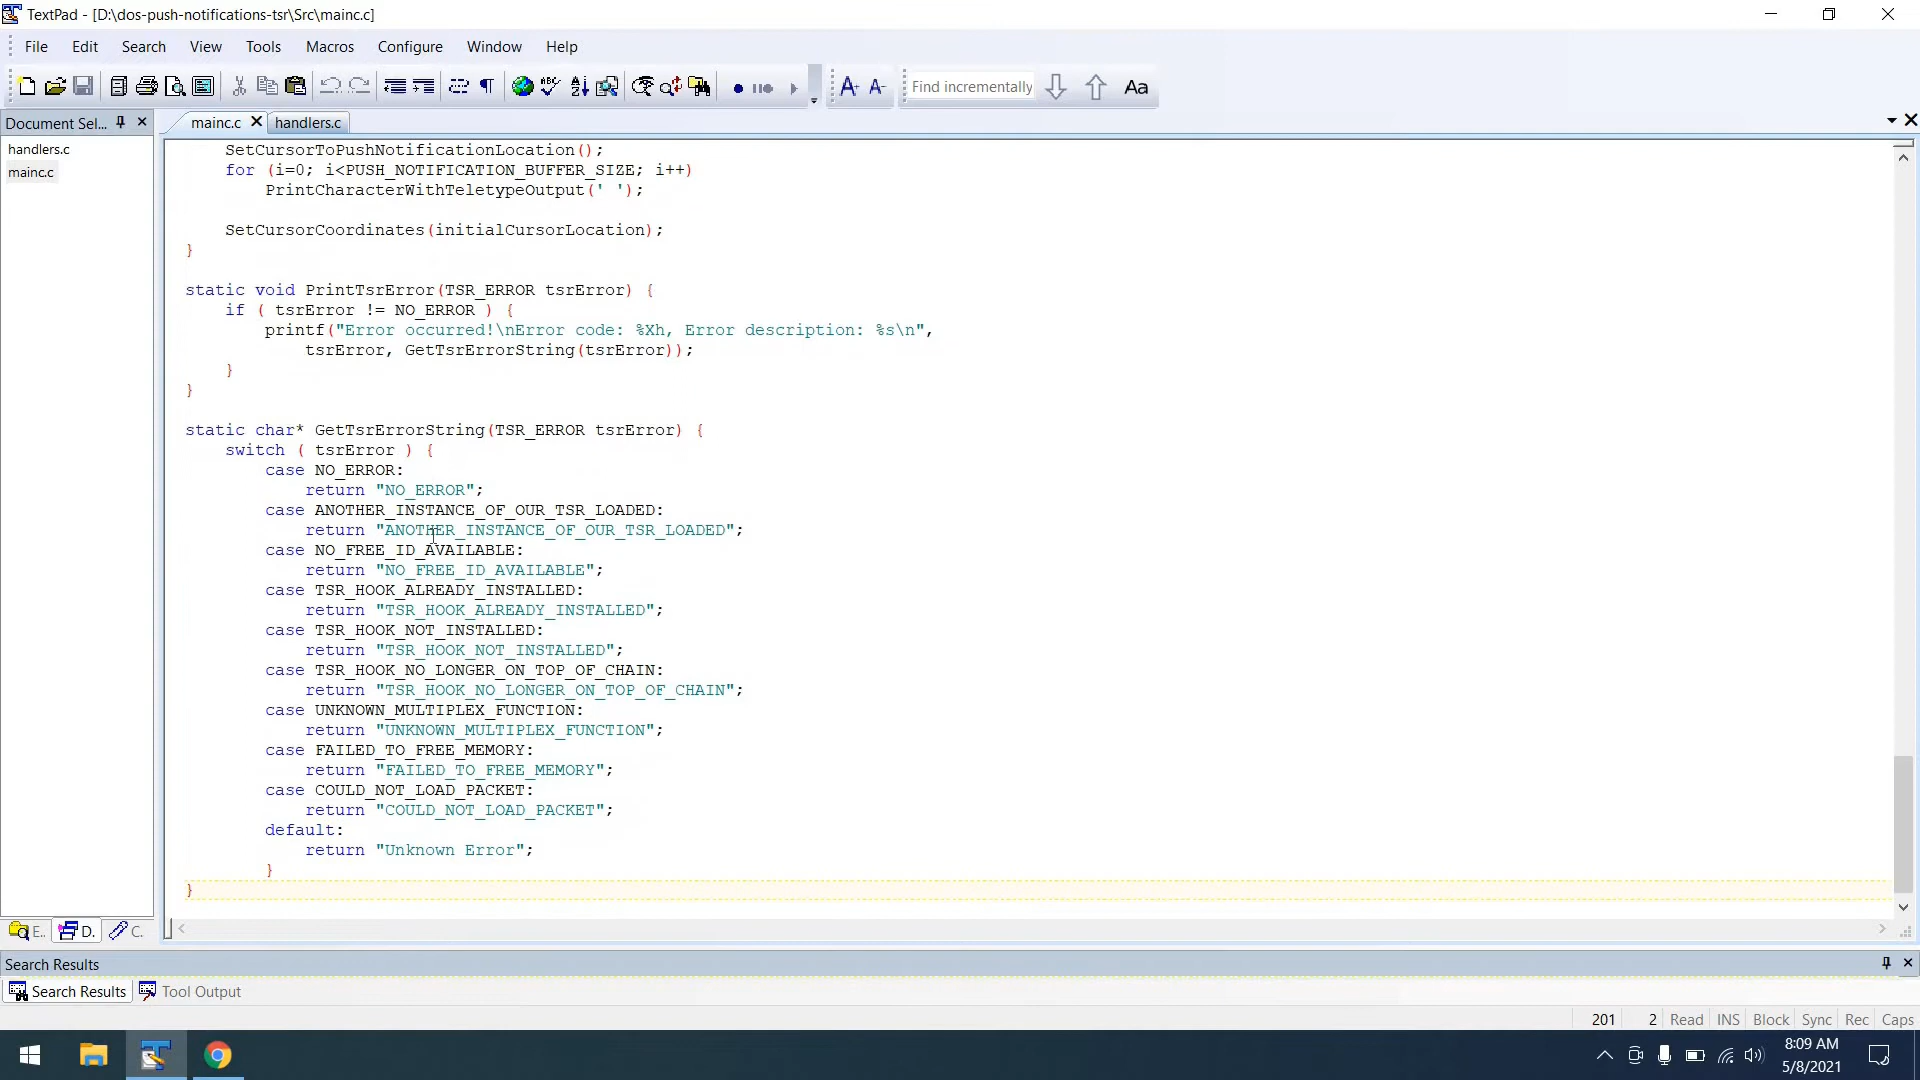 TextPad - [D:\dos-push-notifications-tsr\Src\mainc.c]
File Edit Search View Tools Macros Configure Window Help
Find incrementally
Document Sel...
mainc.c handlers.c
handlers.c
mainc.c
SetCursorToPushNotificationLocation();
for (i=0; i<PUSH_NOTIFICATION_BUFFER_SIZE; i++)
PrintCharacterWithTeletypeOutput(' ');
SetCursorCoordinates(initialCursorLocation);
}
static void PrintTsrError(TSR_ERROR tsrError) {
if ( tsrError != NO_ERROR ) {
printf("Error occurred!\nError code: %Xh, Error description: %s\n",
tsrError, GetTsrErrorString(tsrError));
}
}
static char* GetTsrErrorString(TSR_ERROR tsrError) {
switch ( tsrError ) {
case NO_ERROR:
return "NO_ERROR";
case ANOTHER_INSTANCE_OF_OUR_TSR_LOADED:
return "ANOTHER_INSTANCE_OF_OUR_TSR_LOADED";
case NO_FREE_ID_AVAILABLE:
return "NO_FREE_ID_AVAILABLE";
case TSR_HOOK_ALREADY_INSTALLED:
return "TSR_HOOK_ALREADY_INSTALLED";
case TSR_HOOK_NOT_INSTALLED:
return "TSR_HOOK_NOT_INSTALLED";
case TSR_HOOK_NO_LONGER_ON_TOP_OF_CHAIN:
return "TSR_HOOK_NO_LONGER_ON_TOP_OF_CHAIN";
case UNKNOWN_MULTIPLEX_FUNCTION:
return "UNKNOWN_MULTIPLEX_FUNCTION";
case FAILED_TO_FREE_MEMORY:
return "FAILED_TO_FREE_MEMORY";
case COULD_NOT_LOAD_PACKET:
return "COULD_NOT_LOAD_PACKET";
default:
return "Unknown Error";
}
}
E.. D. C.
Search Results
Search Results Tool Output
201 2 Read INS Block Sync Rec Caps
8:09 AM
5/8/2021